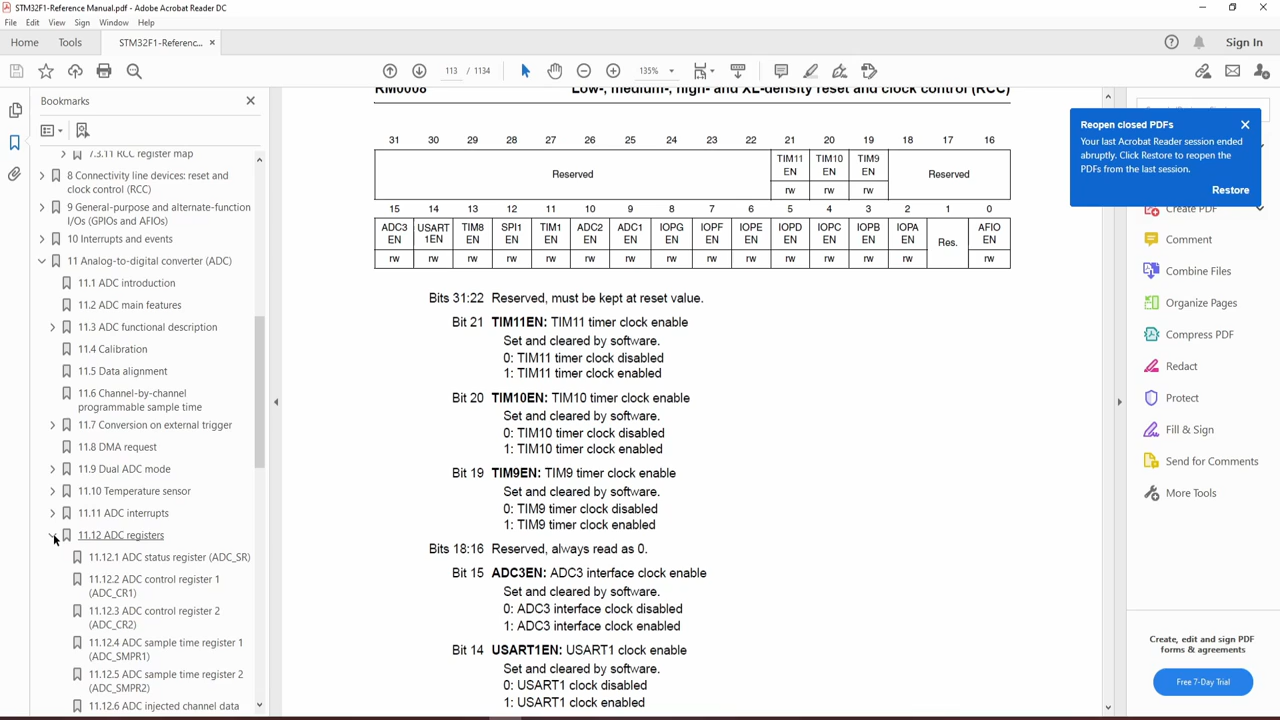 STM32F1-Reference Manual.pdf - Adobe Acrobat Reader DC
File Edit View Sign Window Help
Home Tools STM32F1-Referenc... × Sign In
113 / 1134 135%
Bookmarks
7.3.11 RCC register map
8 Connectivity line devices: reset and
clock control (RCC)
9 General-purpose and alternate-function
I/Os (GPIOs and AFIOs)
10 Interrupts and events
11 Analog-to-digital converter (ADC)
11.1 ADC introduction
11.2 ADC main features
11.3 ADC functional description
11.4 Calibration
11.5 Data alignment
11.6 Channel-by-channel
programmable sample time
11.7 Conversion on external trigger
11.8 DMA request
11.9 Dual ADC mode
11.10 Temperature sensor
11.11 ADC interrupts
11.12 ADC registers
11.12.1 ADC status register (ADC_SR)
11.12.2 ADC control register 1
(ADC_CR1)
11.12.3 ADC control register 2
(ADC_CR2)
11.12.4 ADC sample time register 1
(ADC_SMPR1)
11.12.5 ADC sample time register 2
(ADC_SMPR2)
11.12.6 ADC injected channel data
RM0008 Low-, medium-, high- and XL-density reset and clock control (RCC)
31 30 29 28 27 26 25 24 23 22 21 20 19 18 17 16
Reserved TIM11 EN TIM10 EN TIM9 EN Reserved
rw rw rw
15 14 13 12 11 10 9 8 7 6 5 4 3 2 1 0
ADC3 EN USART 1EN TIM8 EN SPI1 EN TIM1 EN ADC2 EN ADC1 EN IOPG EN IOPF EN IOPE EN IOPD EN IOPC EN IOPB EN IOPA EN Res. AFIO EN
rw rw rw rw rw rw rw rw rw rw rw rw rw rw rw
Bits 31:22 Reserved, must be kept at reset value.
Bit 21 TIM11EN: TIM11 timer clock enable
Set and cleared by software.
0: TIM11 timer clock disabled
1: TIM11 timer clock enabled
Bit 20 TIM10EN: TIM10 timer clock enable
Set and cleared by software.
0: TIM10 timer clock disabled
1: TIM10 timer clock enabled
Bit 19 TIM9EN: TIM9 timer clock enable
Set and cleared by software.
0: TIM9 timer clock disabled
1: TIM9 timer clock enabled
Bits 18:16 Reserved, always read as 0.
Bit 15 ADC3EN: ADC3 interface clock enable
Set and cleared by software.
0: ADC3 interface clock disabled
1: ADC3 interface clock enabled
Bit 14 USART1EN: USART1 clock enable
Set and cleared by software.
0: USART1 clock disabled
1: USART1 clock enabled
Reopen closed PDFs
Your last Acrobat Reader session ended
abruptly. Click Restore to reopen the
PDFs from the last session.
Restore
Create PDF
Comment
Combine Files
Organize Pages
Compress PDF
Redact
Protect
Fill & Sign
Send for Comments
More Tools
Create, edit and sign PDF
forms & agreements
Free 7-Day Trial